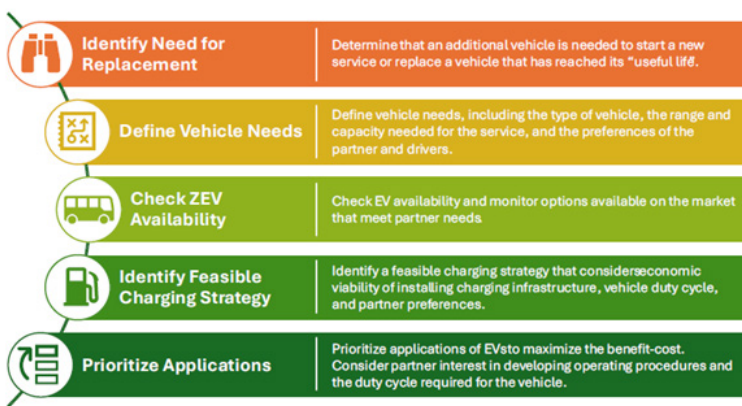 Identify Need for
Replacement
Determine that an additional vehicle is needed to start a new
service or replace a vehicle that has reached its "useful life".
Define Vehicle Needs
Define vehicle needs, including the type of vehicle, the range and
capacity needed for the service, and the preferences of the
partner and drivers.
Check ZEV
Availability
Check EV availability and monitor options available on the market
that meet partner needs
Identify Feasible
Charging Strategy
Identify a feasible charging strategy that considerseconomic
viability of installing charging infrastructure, vehicle duty cycle,
and partner preferences.
Prioritize Applications
Prioritize applications of EVsto maximize the benefit-cost.
Consider partner interest in developing operating procedures and
the duty cycle required for the vehicle.